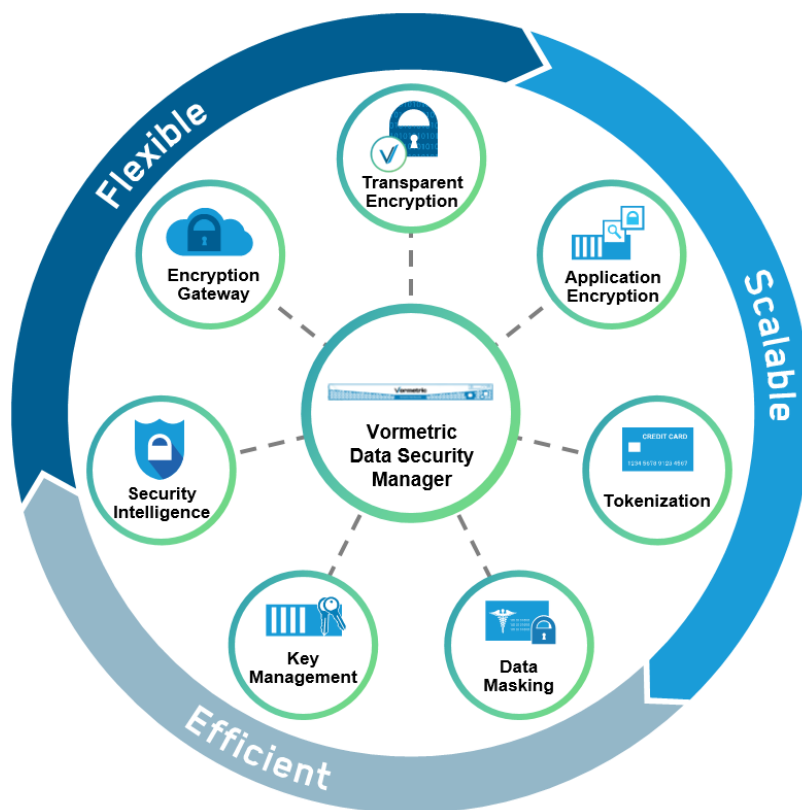 Flexible
Scalable
Efficient
Transparent
Encryption
Application
Encryption
CREDIT CARD
Tokenization
Data
Masking
Key
Management
Security
Intelligence
Encryption
Gateway
Vormetric
Vormetric
Data Security
Manager